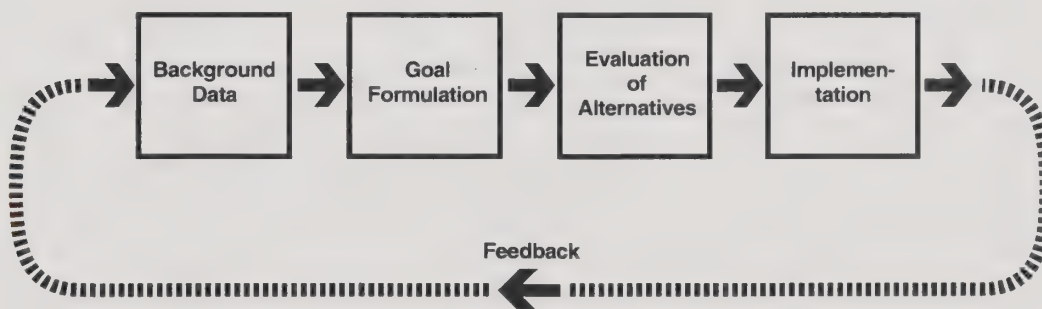 Background
Data
Goal
Formulation
Evaluation
of
Alternatives
Implemen-
tation
Feedback